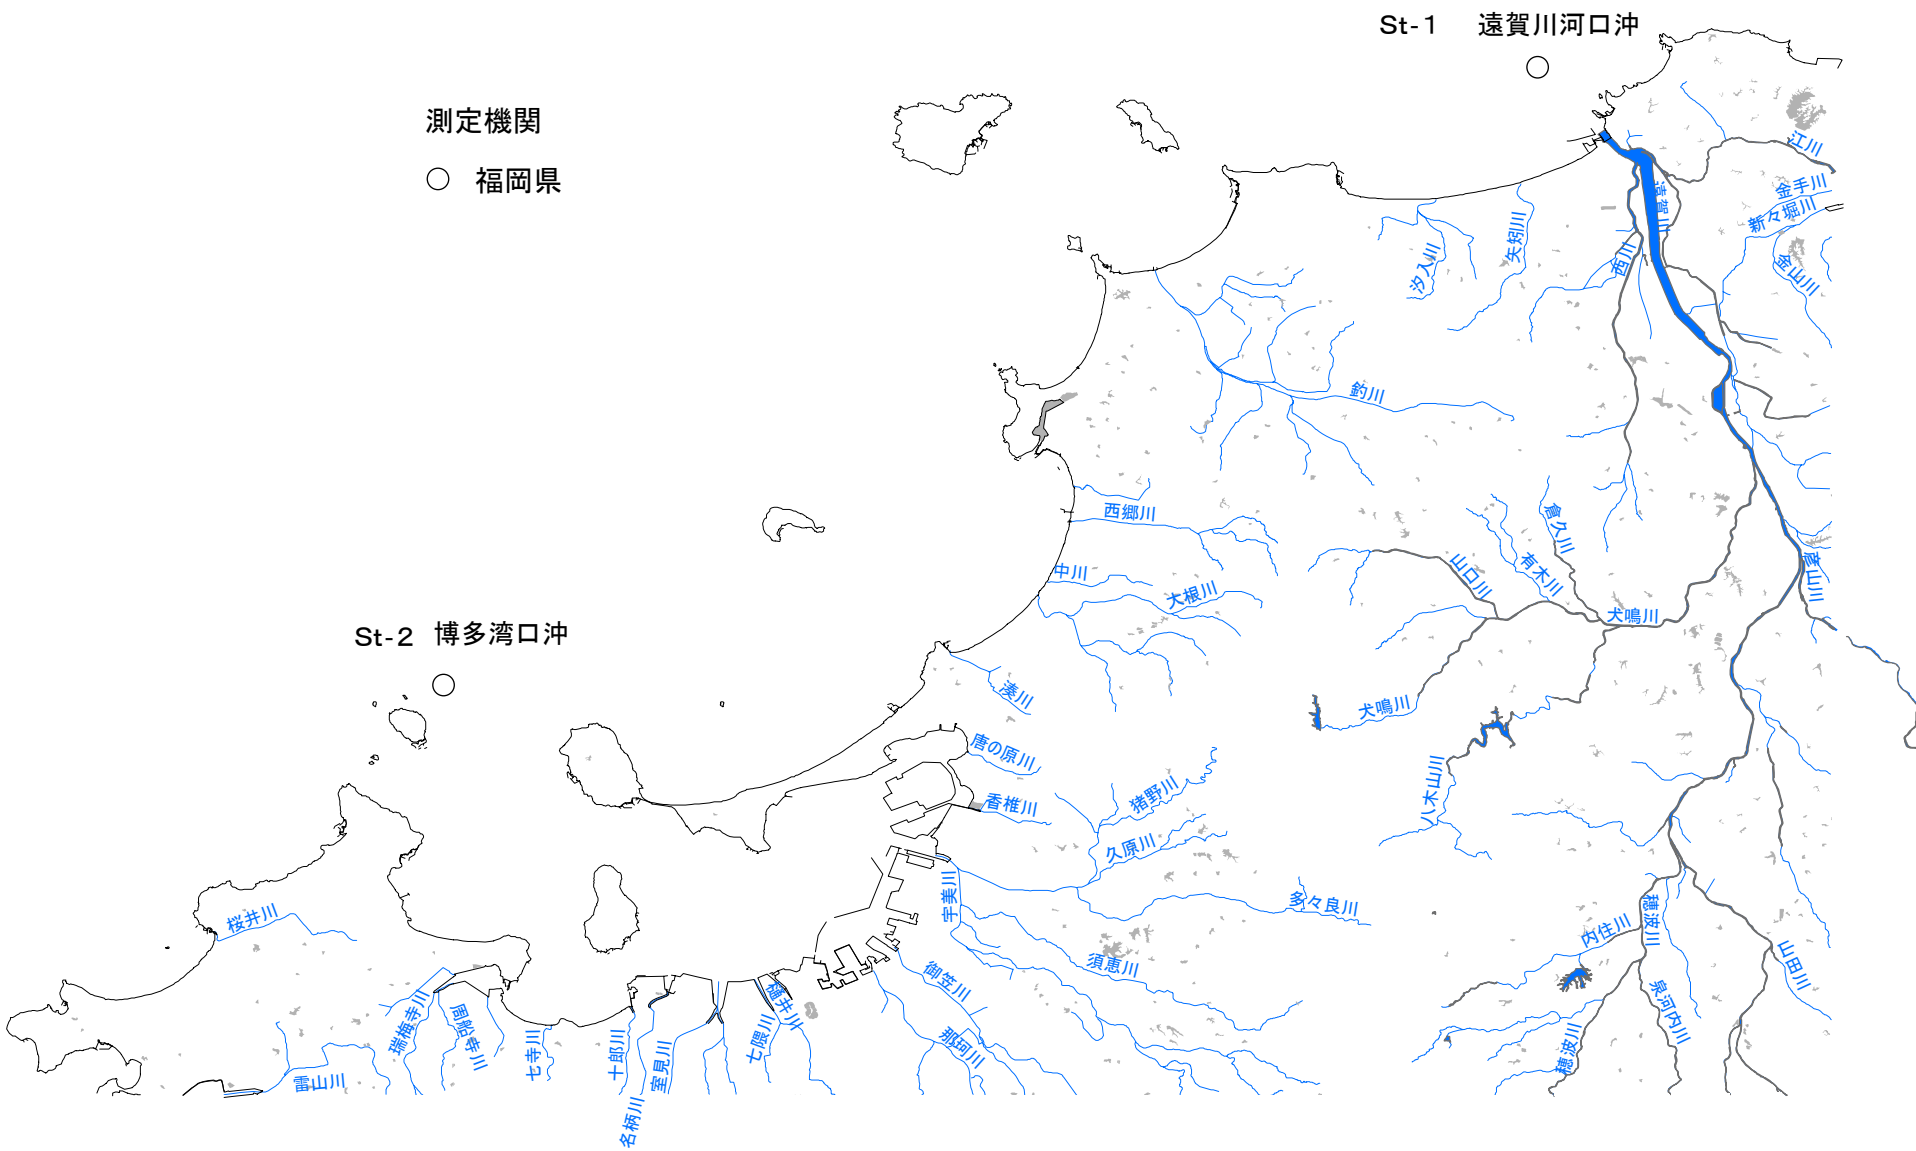 St-1 遠賀川河口沖
測定機関
○ 福岡県
江川
金手川
新々堀川
遠賀川
金山川
西川
矢矧川
汐入川
釣川
西郷川
倉久川
有木川
山口川
中川
大根川
彦山川
犬鳴川
St-2 博多湾口沖
湊川
犬鳴川
唐の原川
香椎川
猪野川
八木山川
久原川
宇美川
多々良川
穂波川
内住川
山田川
桜井川
須恵川
御笠川
樋井川
泉河内川
瑞梅寺川
周船寺川
七寺川
十郎川
室見川
七隈川
那珂川
穂波川
雷山川
名柄川